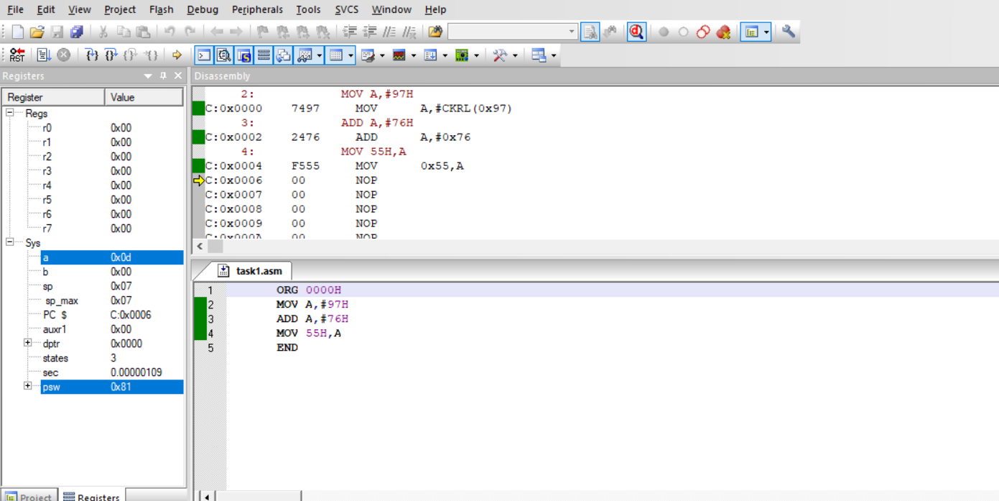 File Edit View Project Flash Debug Peripherals Tools SVCS Window Help
RST
Registers
Register Value
Regs
r0 0x00
r1 0x00
r2 0x00
r3 0x00
r4 0x00
r5 0x00
r6 0x00
r7 0x00
Sys
a 0x0d
b 0x00
sp 0x07
sp_max 0x07
PC $ C:0x0006
auxr1 0x00
dptr 0x0000
states 3
sec 0.00000109
psw 0x81
Project Registers
Disassembly
2: MOV A,#97H
C:0x0000 7497 MOV A,#CKRL(0x97)
3: ADD A,#76H
C:0x0002 2476 ADD A,#0x76
4: MOV 55H,A
C:0x0004 F555 MOV 0x55,A
C:0x0006 00 NOP
C:0x0007 00 NOP
C:0x0008 00 NOP
C:0x0009 00 NOP
C:0x000A 00 NOP
task1.asm
1 ORG 0000H
2 MOV A,#97H
3 ADD A,#76H
4 MOV 55H,A
5 END